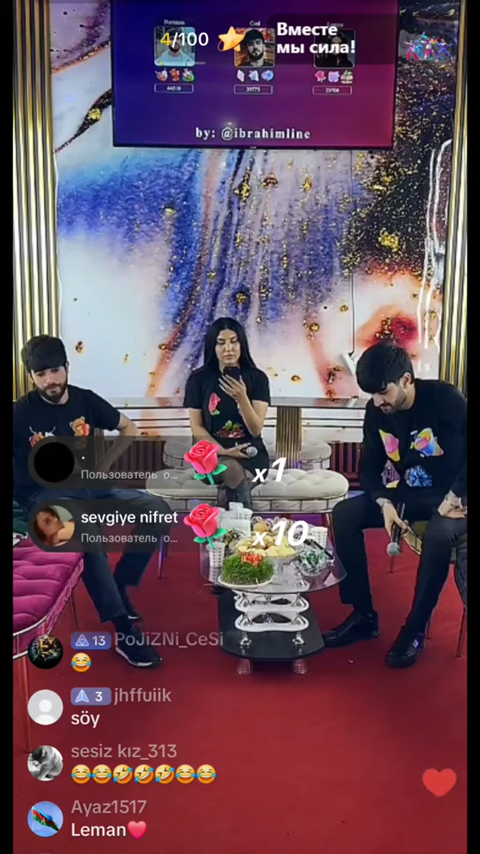 4/100
Вместе
мы сила!
by: @ibrahimline
.
Пользователь о...
x1
sevgiye nifret
Пользователь о...
x10
13 PoJiZNi_CeSi
😂
3 jhffuiik
söy
sesiz kız_313
😂😂🤣🤣🤣😂😂
Ayaz1517
Leman❤️